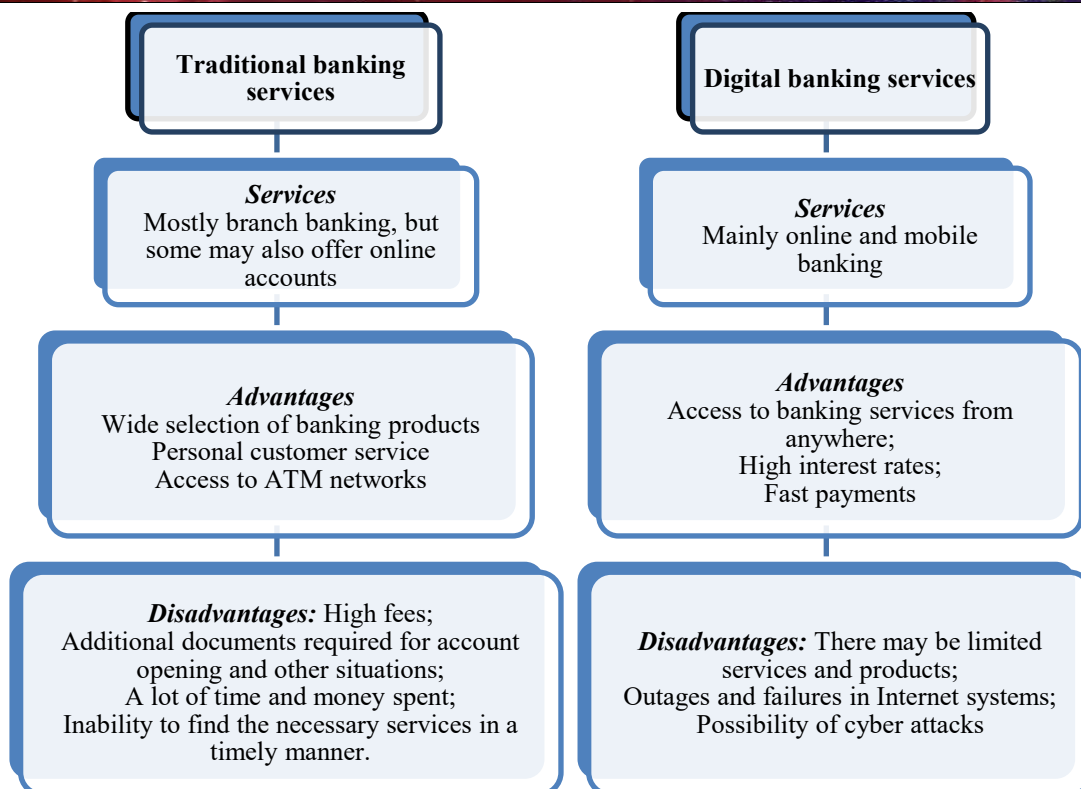 Traditional banking
services
Services
Mostly branch banking, but
some may also offer online
accounts
Advantages
Wide selection of banking products
Personal customer service
Access to ATM networks
Disadvantages: High fees;
Additional documents required for account
opening and other situations;
A lot of time and money spent;
Inability to find the necessary services in a
timely manner.
Digital banking services
Services
Mainly online and mobile
banking
Advantages
Access to banking services from
anywhere;
High interest rates;
Fast payments
Disadvantages: There may be limited
services and products;
Outages and failures in Internet systems;
Possibility of cyber attacks